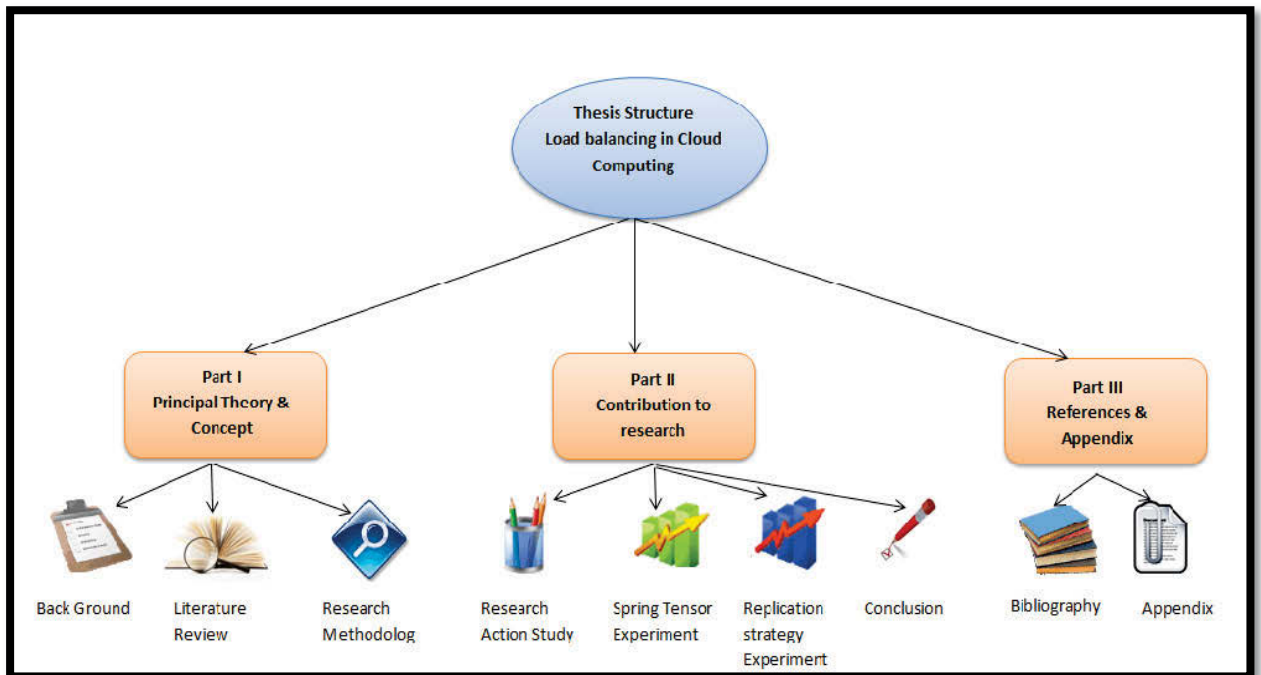 Thesis Structure
Load balancing in Cloud
Computing
Part I
Principal Theory &
Concept
Part II
Contribution to
research
Part III
References &
Appendix
Back Ground
Literature
Review
Research
Methodolog
Research
Action Study
Spring Tensor
Experiment
Replication
strategy
Experiment
Conclusion
Bibliography
Appendix